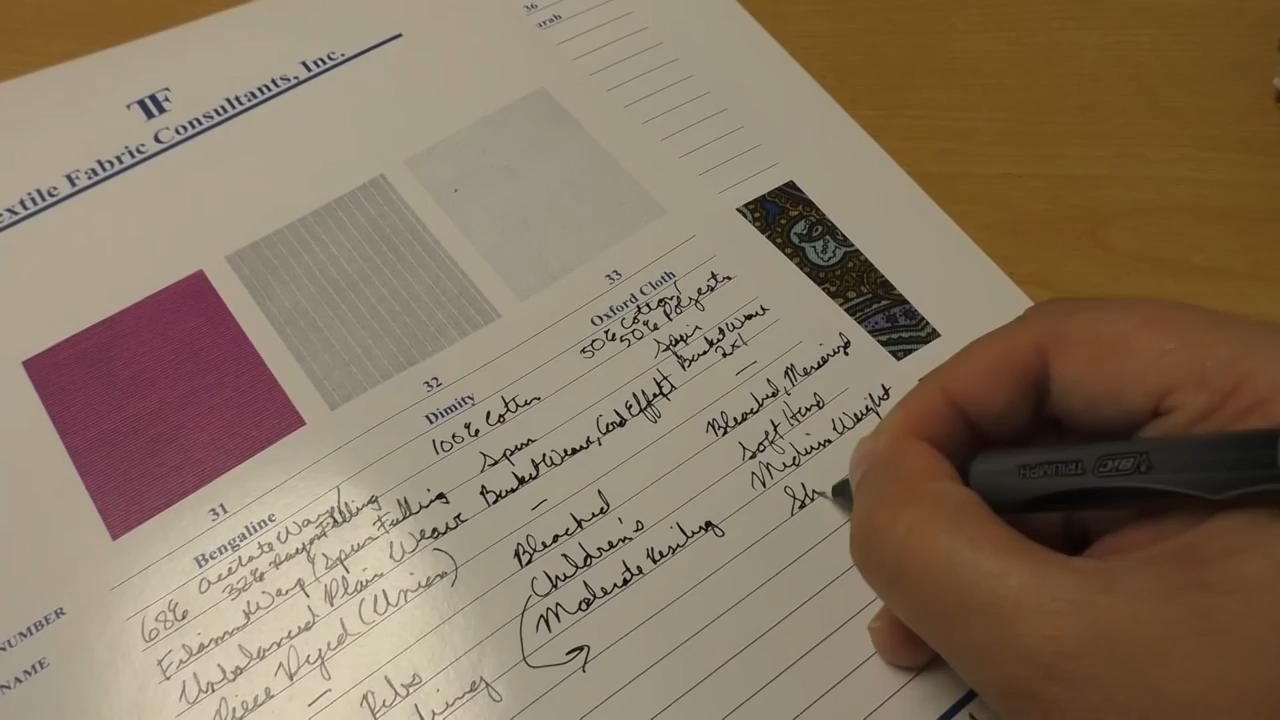 TF
Textile Fabric Consultants, Inc.
36
arah
33
Oxford Cloth
50% Cotton/
50% Polyester
Spun
Basket Weave
2x1
—
Bleached, Mercerized
Soft Hand
Medium Weight
Sh
32
Dimity
100% Cotton
Spun
Basket Weave, Cord Effect
—
Bleached
Children's
Moderate
31
Bengaline
68% Acetate Warp/
32% Rayon Filling
Filament Warp/Spun Filling
Unbalanced Plain Weave
Piece Dyed (Union)
—
Ribs
NUMBER
NAME
BIC TRIUMPH